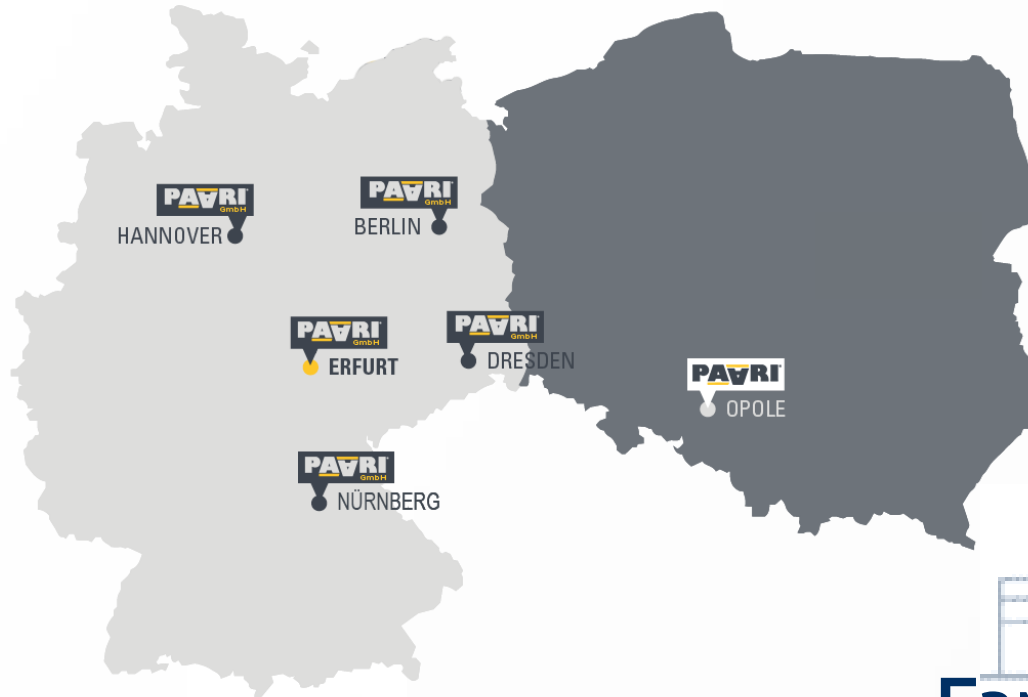 PAARI
GmbH
HANNOVER
PAARI
GmbH
BERLIN
PAARI
GmbH
ERFURT
PAARI
GmbH
DRESDEN
PAARI
OPOLE
PAARI
GmbH
NÜRNBERG